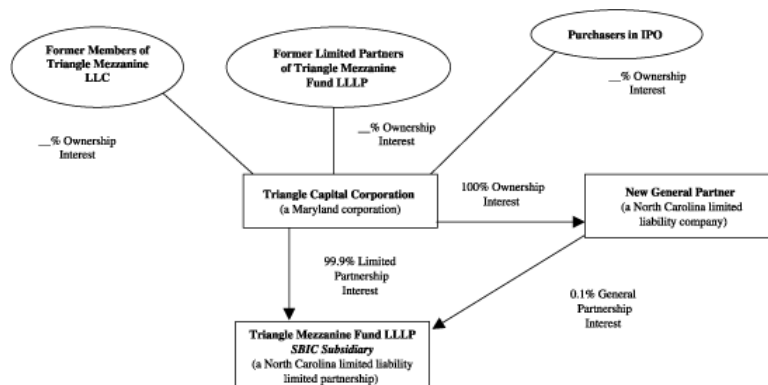 Former Members of
Triangle Mezzanine
LLC
Former Limited Partners
of Triangle Mezzanine
Fund LLLP
Purchasers in IPO
__% Ownership
Interest
__% Ownership
Interest
__% Ownership
Interest
Triangle Capital Corporation
(a Maryland corporation)
100% Ownership
Interest
New General Partner
(a North Carolina limited
liability company)
99.9% Limited
Partnership
Interest
0.1% General
Partnership
Interest
Triangle Mezzanine Fund LLLP
SBIC Subsidiary
(a North Carolina limited liability
limited partnership)